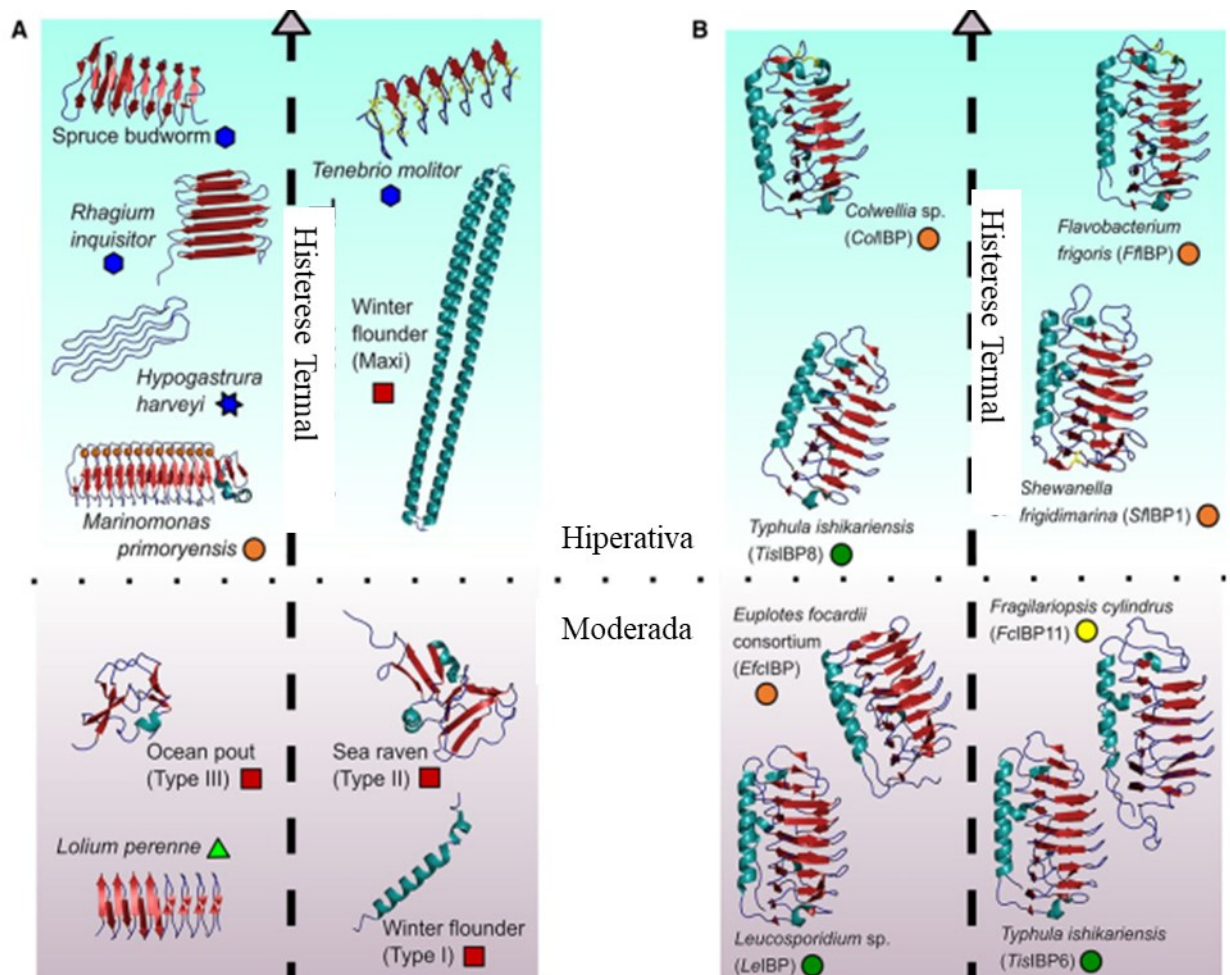 A
Spruce budworm
Tenebrio molitor
Rhagium
inquisitor
Winter
flounder
(Maxi)
Hypogastrura
harveyi
Marinomonas
primoryensis
Histerese Termal
Hiperativa
Moderada
Ocean pout
(Type III)
Sea raven
(Type II)
Lolium perenne
Winter flounder
(Type I)
B
Colwellia sp.
(ColIBP)
Flavobacterium
frigoris (FfIBP)
Histerese Termal
Typhula ishikariensis
(TisIBP8)
Shewanella
frigidimarina (SfIBP1)
Euplotes focardii
consortium
(EfcIBP)
Fragilariopsis cylindrus
(FcIBP11)
Leucosporidium sp.
(LeIBP)
Typhula ishikariensis
(TisIBP6)